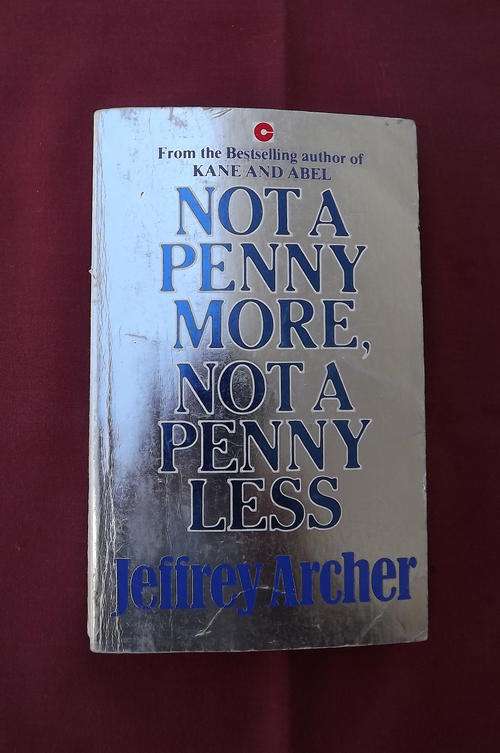 From the Bestselling author of
KANE AND ABEL
NOT A
PENNY
MORE,
NOT A
PENNY
LESS
Jeffrey Archer